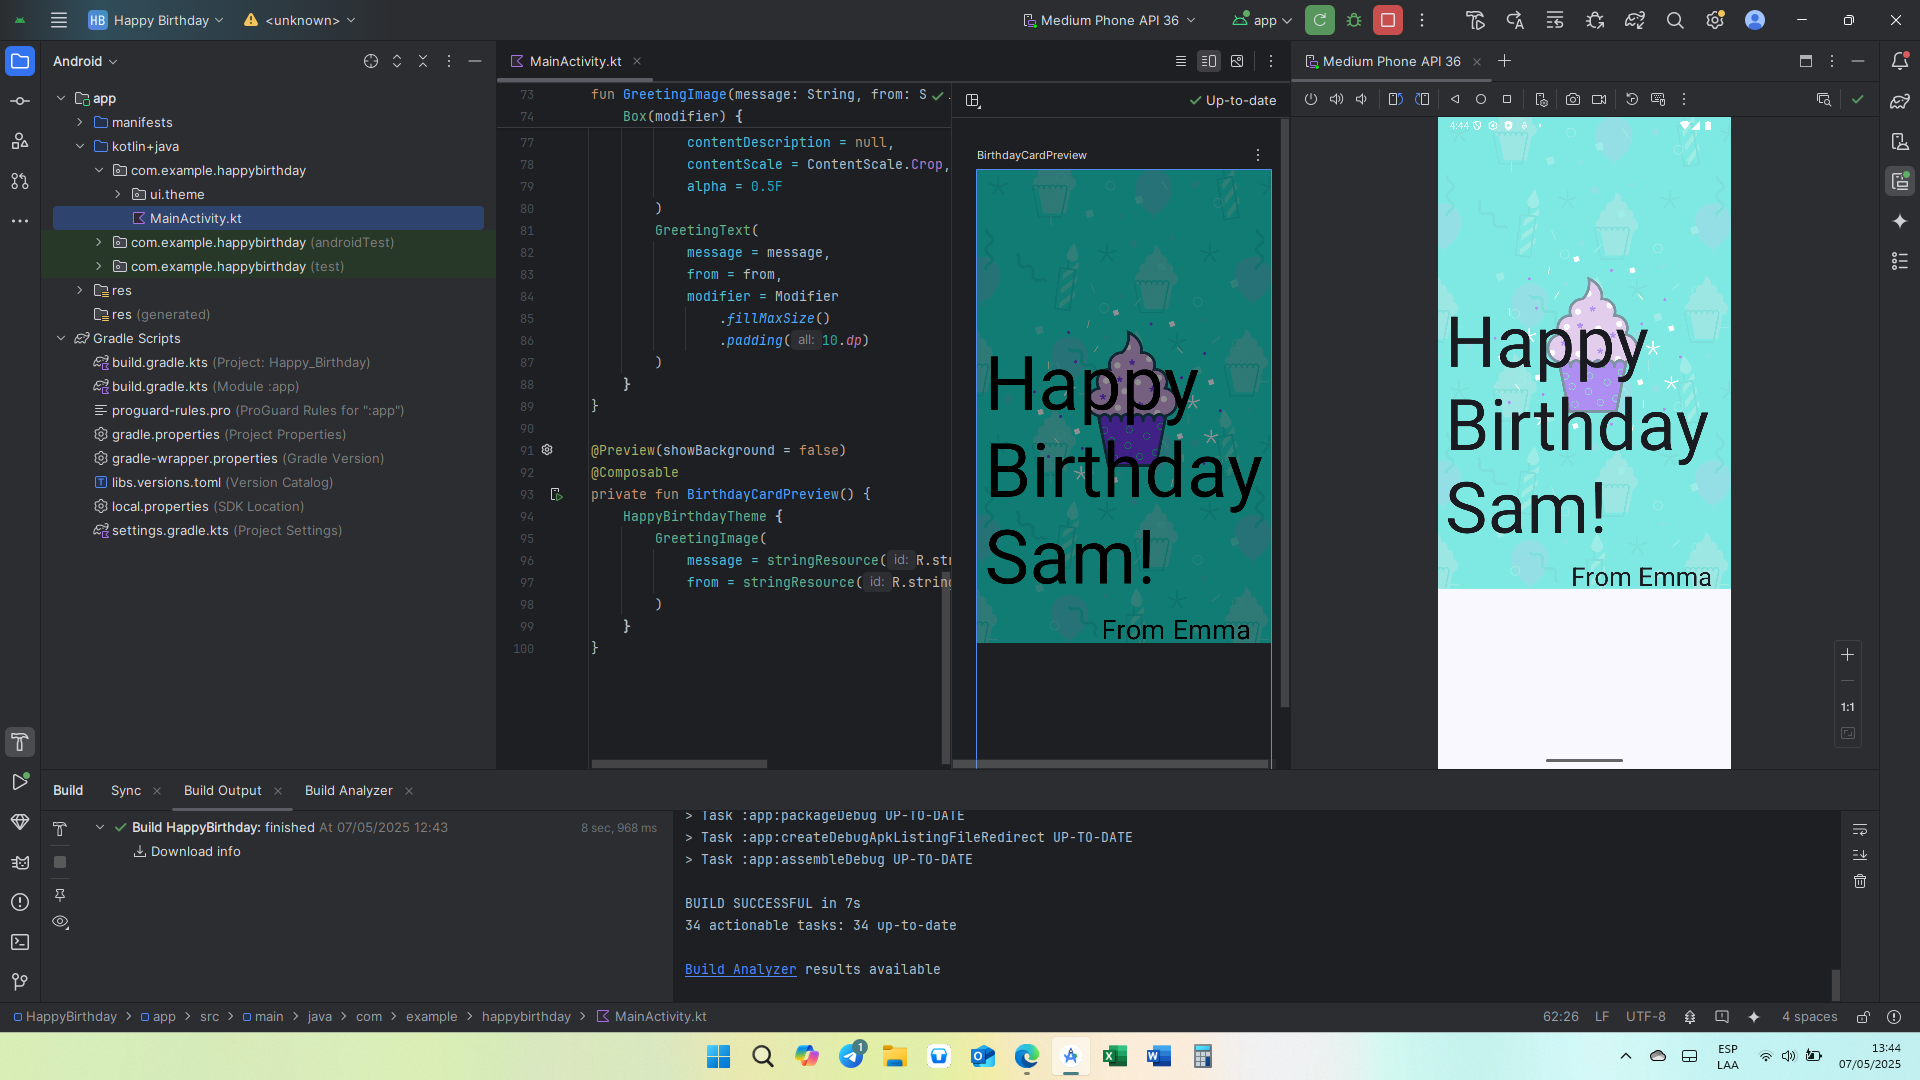 HB Happy Birthday
<unknown>
Medium Phone API 36
app
Android
MainActivity.kt
Medium Phone API 36
app
manifests
kotlin+java
com.example.happybirthday
ui.theme
MainActivity.kt
com.example.happybirthday (androidTest)
com.example.happybirthday (test)
res
res (generated)
Gradle Scripts
build.gradle.kts (Project: Happy_Birthday)
build.gradle.kts (Module :app)
proguard-rules.pro (ProGuard Rules for ":app")
gradle.properties (Project Properties)
gradle-wrapper.properties (Gradle Version)
libs.versions.toml (Version Catalog)
local.properties (SDK Location)
settings.gradle.kts (Project Settings)
73 fun GreetingImage(message: String, from: S
74 Box(modifier) {
77 contentDescription = null,
78 contentScale = ContentScale.Crop,
79 alpha = 0.5F
80 )
81 GreetingText(
82 message = message,
83 from = from,
84 modifier = Modifier
85 .fillMaxSize()
86 .padding( all: 10.dp)
87 )
88 }
89 }
90
91 @Preview(showBackground = false)
92 @Composable
93 private fun BirthdayCardPreview() {
94 HappyBirthdayTheme {
95 GreetingImage(
96 message = stringResource( id: R.str
97 from = stringResource( id: R.string
98 )
99 }
100 }
Up-to-date
BirthdayCardPreview
Happy
Birthday
Sam!
From Emma
4:44
Happy
Birthday
Sam!
From Emma
1:1
Build
Sync
Build Output
Build Analyzer
Build HappyBirthday: finished At 07/05/2025 12:43
8 sec, 968 ms
Download info
> Task :app:packageDebug UP-TO-DATE
> Task :app:createDebugApkListingFileRedirect UP-TO-DATE
> Task :app:assembleDebug UP-TO-DATE
BUILD SUCCESSFUL in 7s
34 actionable tasks: 34 up-to-date
Build Analyzer results available
HappyBirthday > app > src > main > java > com > example > happybirthday > MainActivity.kt
62:26 LF UTF-8 4 spaces
1
ESP
LAA
13:44
07/05/2025